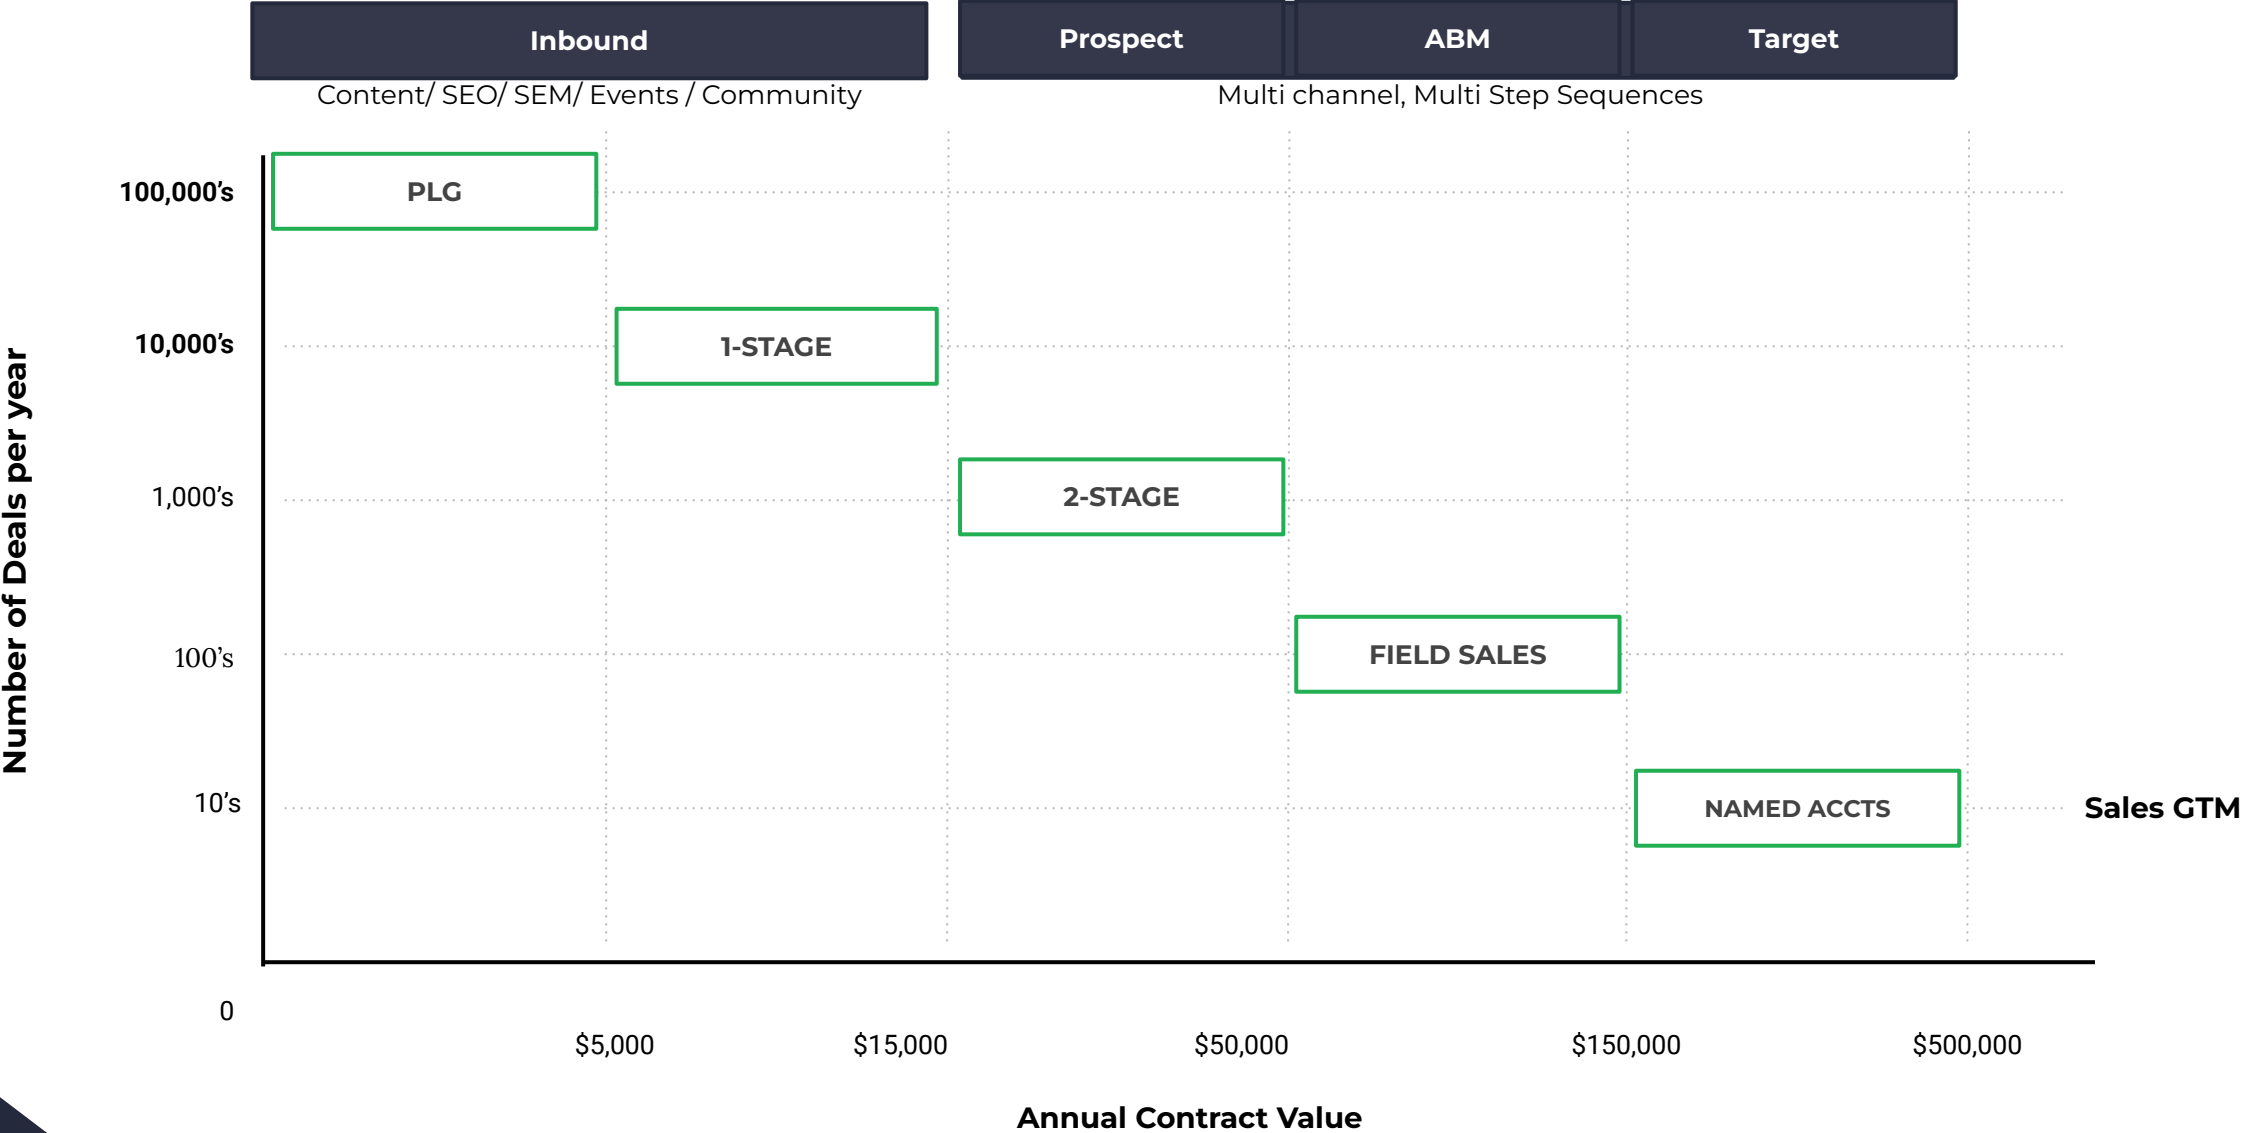 Inbound
Prospect
ABM
Target
Content/ SEO/ SEM/ Events / Community
Multi channel, Multi Step Sequences
100,000’s
PLG
10,000’s
1-STAGE
Number of Deals per year
1,000’s
2-STAGE
100’s
FIELD SALES
10’s
NAMED ACCTS
Sales GTM
0
$5,000
$15,000
$50,000
$150,000
$500,000
Annual Contract Value